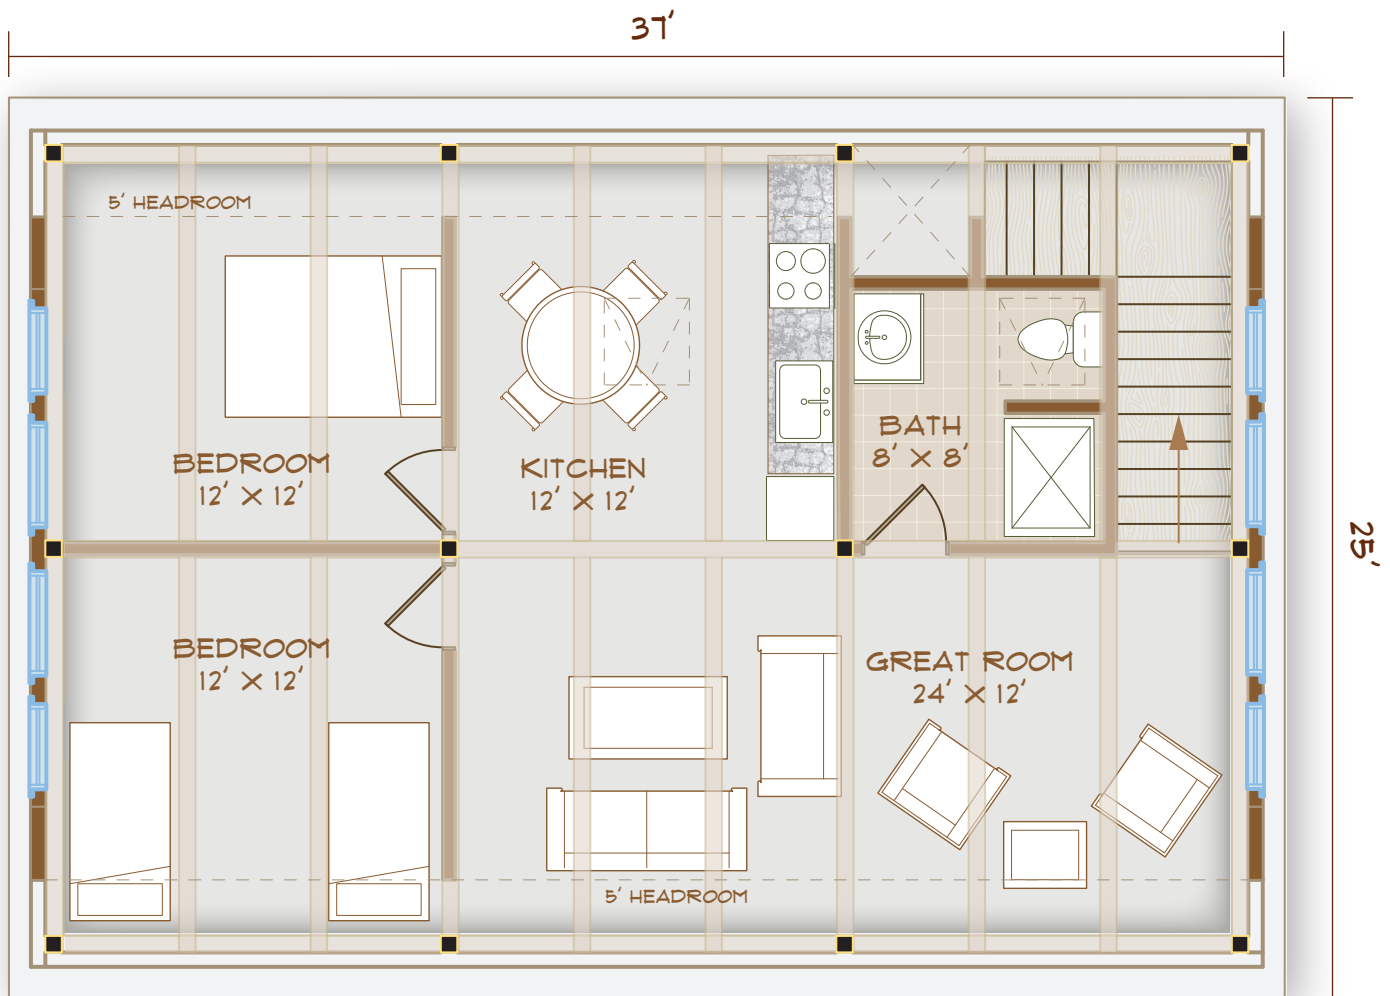 37'
5' HEADROOM
BEDROOM
12' X 12'
KITCHEN
12' X 12'
BATH
8' X 8'
25'
BEDROOM
12' X 12'
GREAT ROOM
24' X 12'
5' HEADROOM